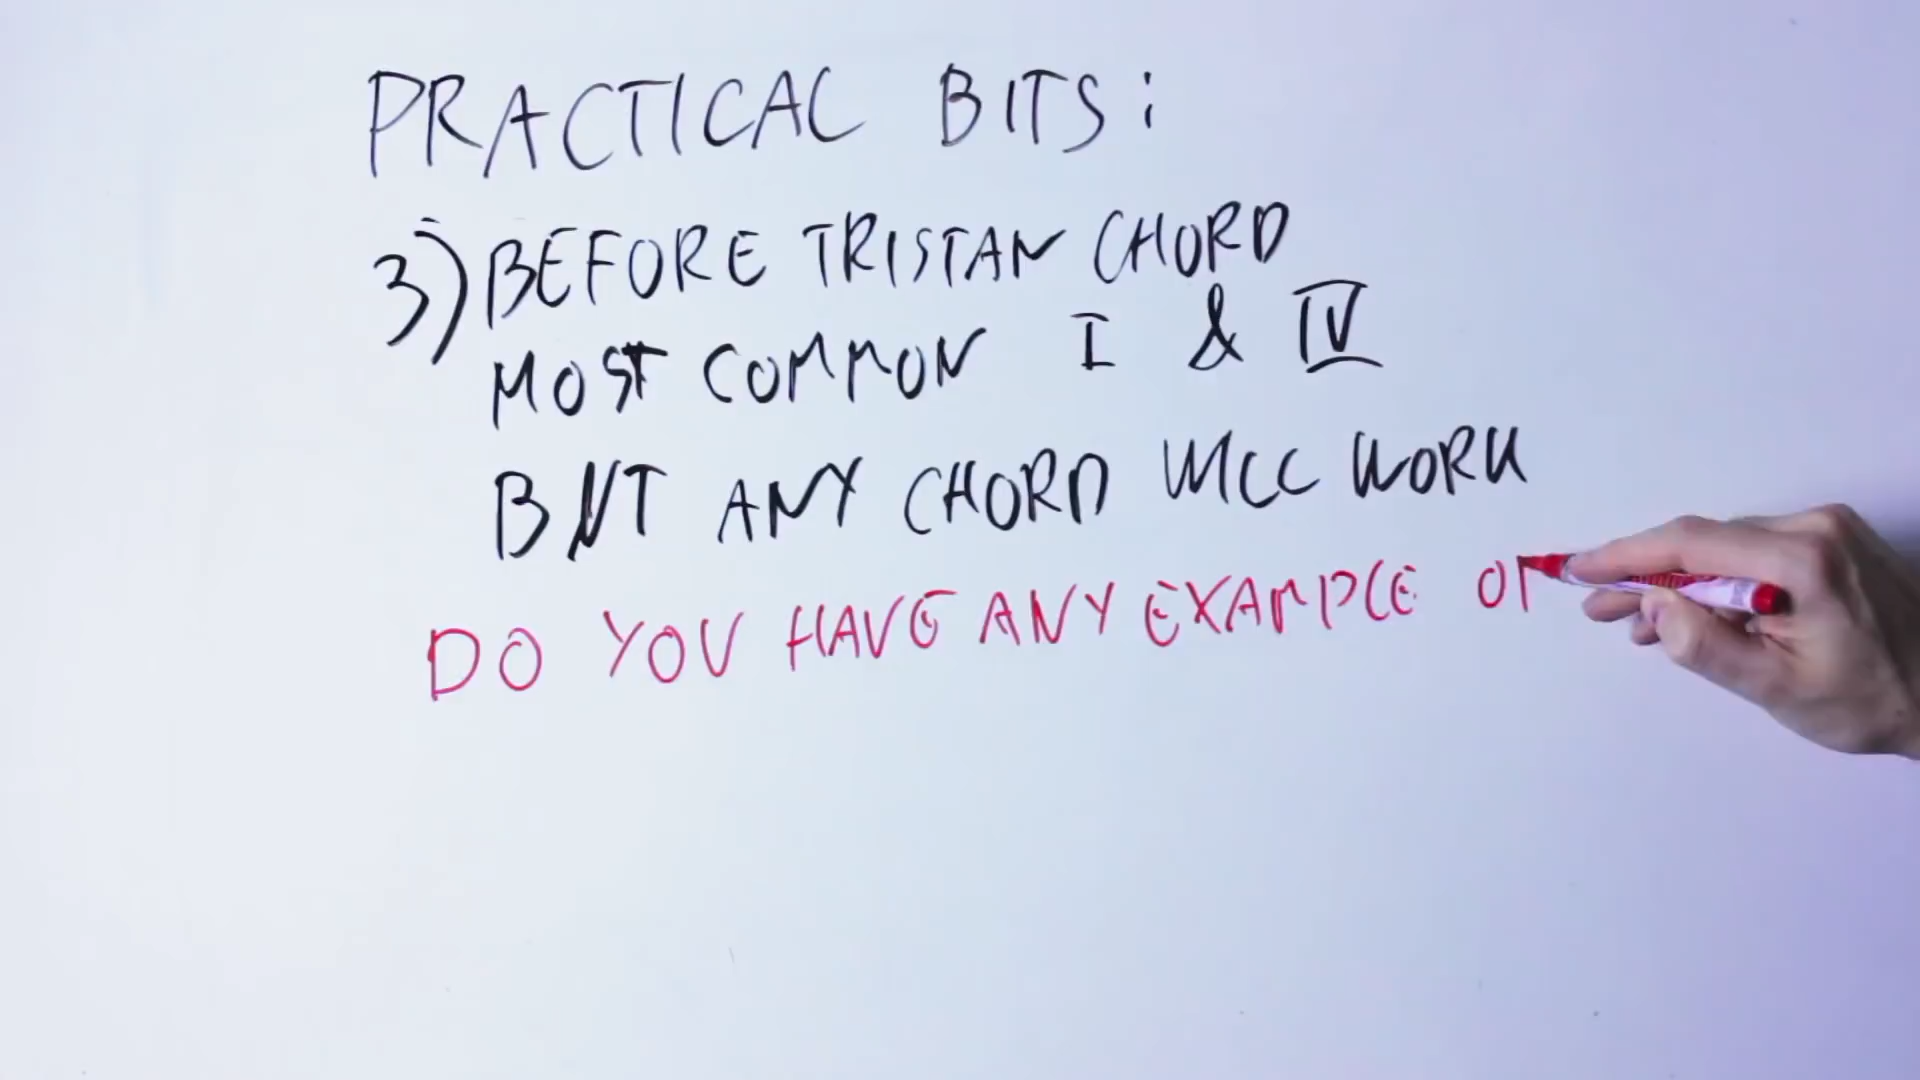 PRACTICAL BITS:
3) BEFORE TRISTAN CHORD
MOST COMMON I & IV
BUT ANY CHORD WILL WORK
DO YOU HAVE ANY EXAMPLE